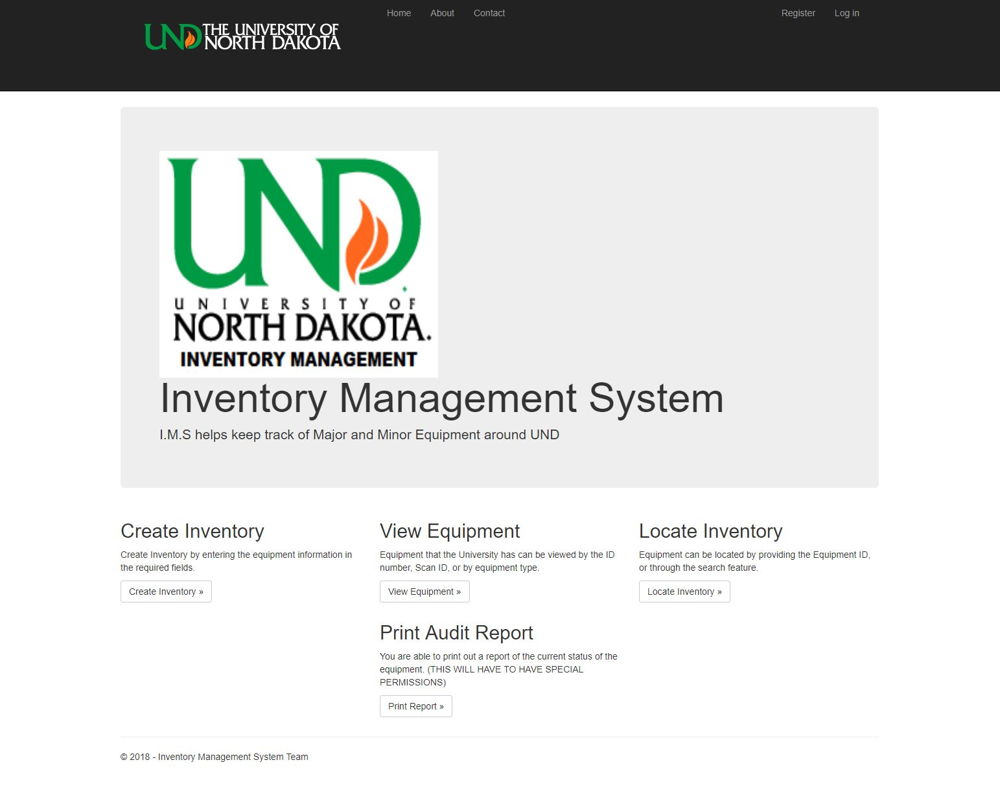 Home About Contact Register Log in
UND THE UNIVERSITY OF
NORTH DAKOTA
UND
UNIVERSITY OF
NORTH DAKOTA.
INVENTORY MANAGEMENT
Inventory Management System
I.M.S helps keep track of Major and Minor Equipment around UND
Create Inventory
Create Inventory by entering the equipment information in
the required fields.
Create Inventory »
View Equipment
Equipment that the University has can be viewed by the ID
number, Scan ID, or by equipment type.
View Equipment »
Locate Inventory
Equipment can be located by providing the Equipment ID,
or through the search feature.
Locate Inventory »
Print Audit Report
You are able to print out a report of the current status of the
equipment. (THIS WILL HAVE TO HAVE SPECIAL
PERMISSIONS)
Print Report »
© 2018 - Inventory Management System Team